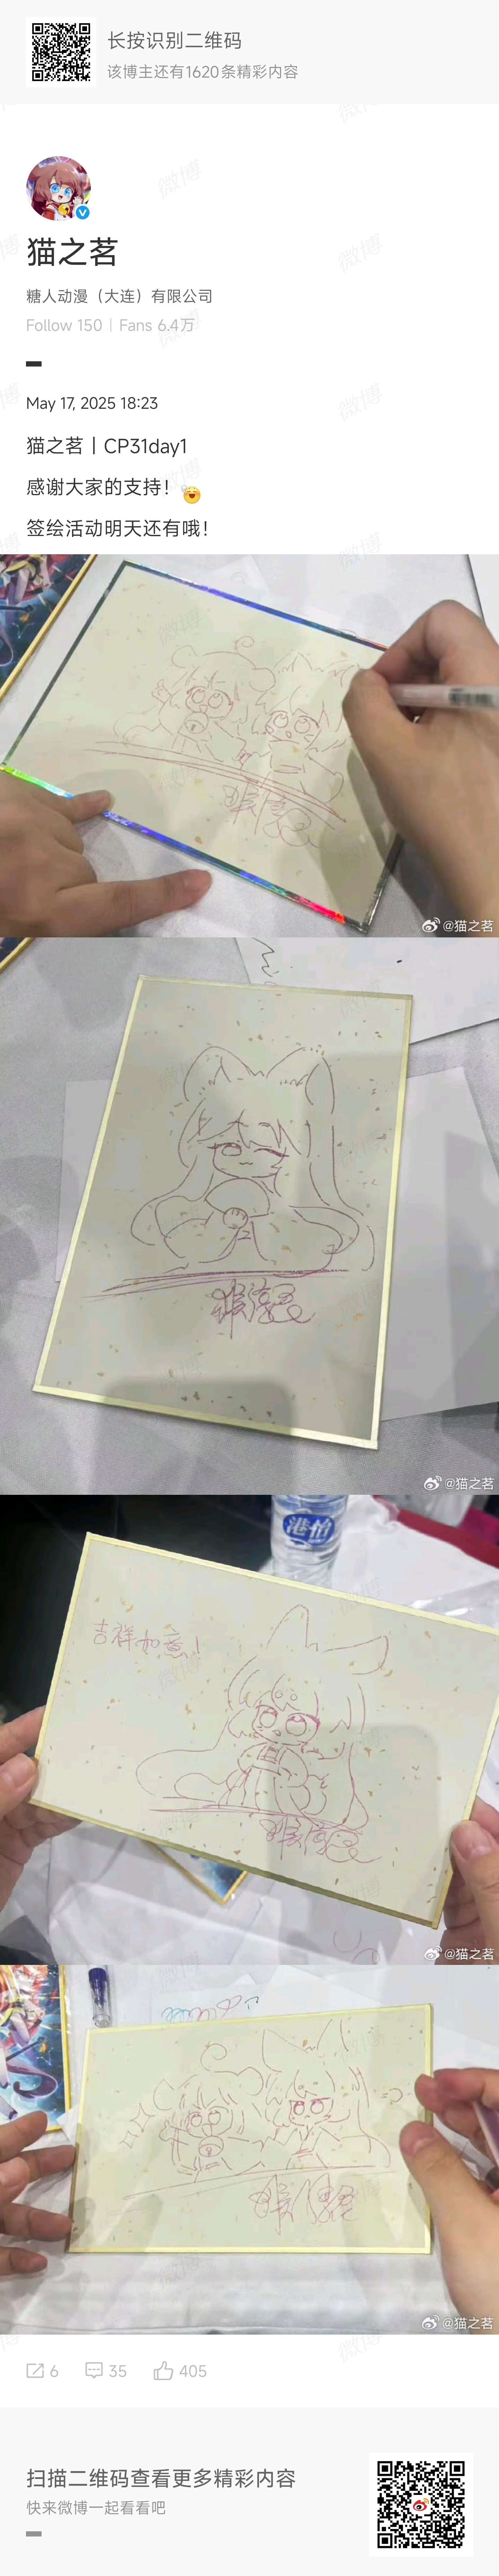 长按识别二维码
该博主还有1620条精彩内容
猫之茗
糖人动漫（大连）有限公司
Follow 150 | Fans 6.4万
May 17, 2025 18:23
猫之茗丨CP31day1
感谢大家的支持！
签绘活动明天还有哦！
@猫之茗
@猫之茗
港怡
吉祥如意！
@猫之茗
@猫之茗
6 35 405
扫描二维码查看更多精彩内容
快来微博一起看看吧
微博